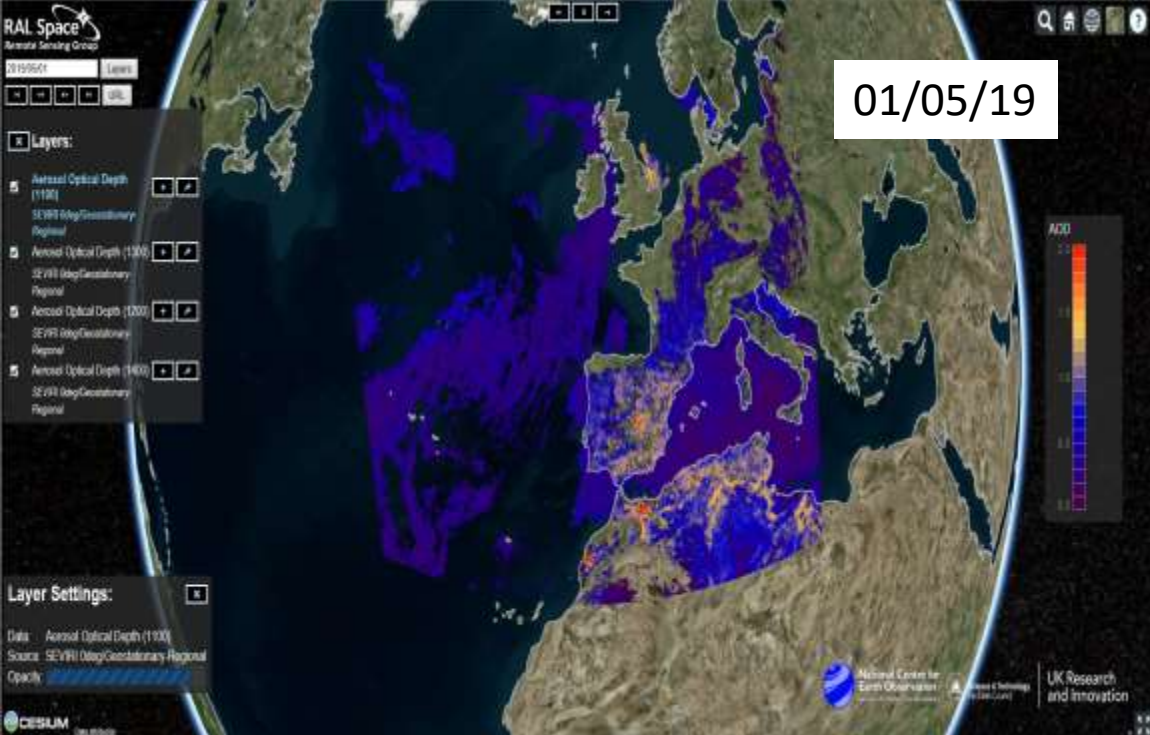 RAL Space
Remote Sensing Group
Layers
URL
01/05/19
Layers:
Aerosol Optical Depth
(1100)
SEVIRI 0deg/Geostationary-
Regional
Aerosol Optical Depth (1300)
SEVIRI 0deg/Geostationary-
Regional
Aerosol Optical Depth (1200)
SEVIRI 0deg/Geostationary-
Regional
Aerosol Optical Depth (1400)
SEVIRI 0deg/Geostationary-
Regional
AOD
Layer Settings:
Data: Aerosol Optical Depth (1100)
Source: SEVIRI 0deg/Geostationary-Regional
Opacity:
CESIUM
National Centre for
Earth Observation
Science & Technology
UK Research
and Innovation